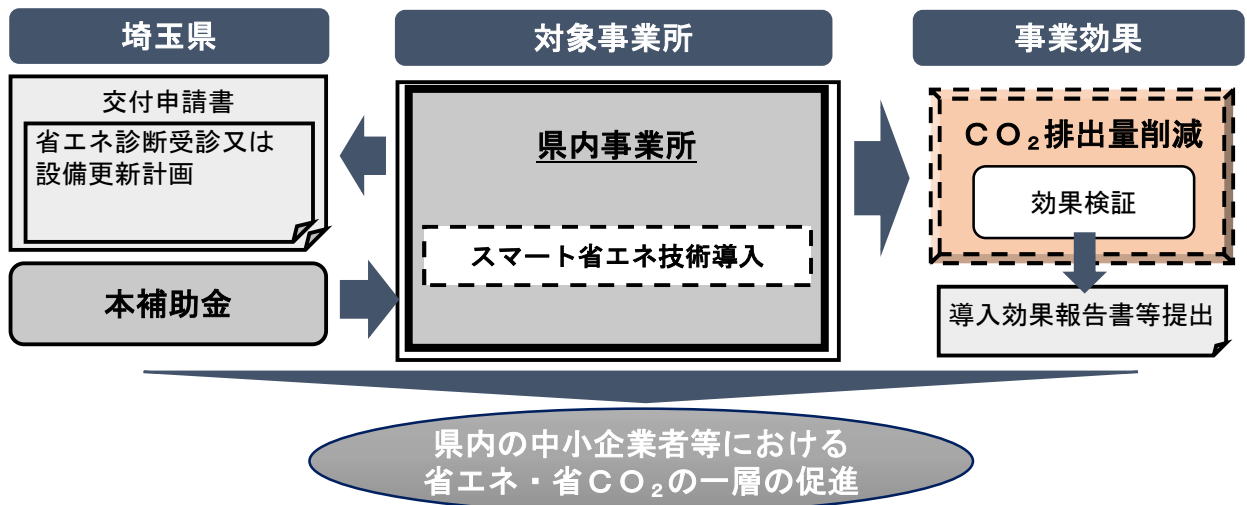 埼玉県
交付申請書
省エネ診断受診又は
設備更新計画
本補助金
対象事業所
県内事業所
スマート省エネ技術導入
事業効果
ＣＯ₂排出量削減
効果検証
導入効果報告書等提出
県内の中小企業者等における
省エネ・省ＣＯ₂の一層の促進